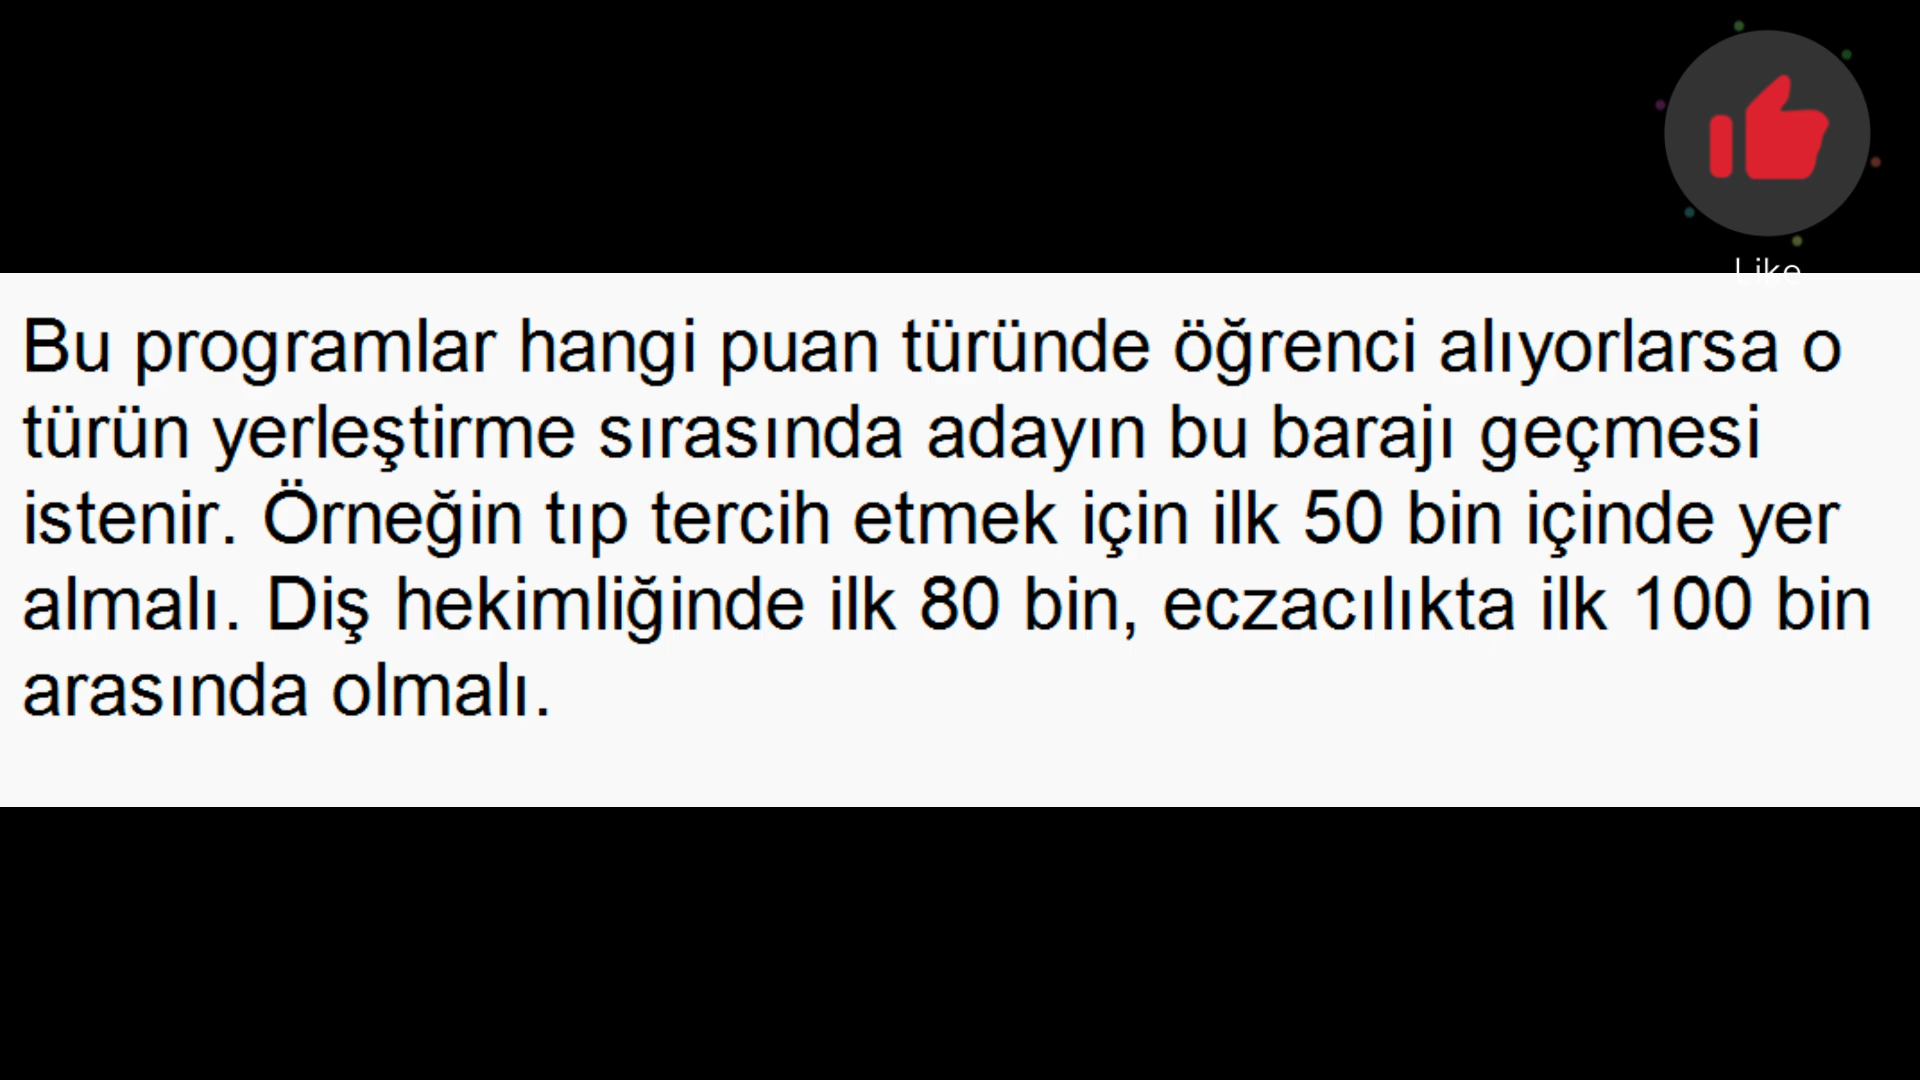 Like
Bu programlar hangi puan türünde öğrenci alıyorlarsa o
türün yerleştirme sırasında adayın bu barajı geçmesi
istenir. Örneğin tıp tercih etmek için ilk 50 bin içinde yer
almalı. Diş hekimliğinde ilk 80 bin, eczacılıkta ilk 100 bin
arasında olmalı.